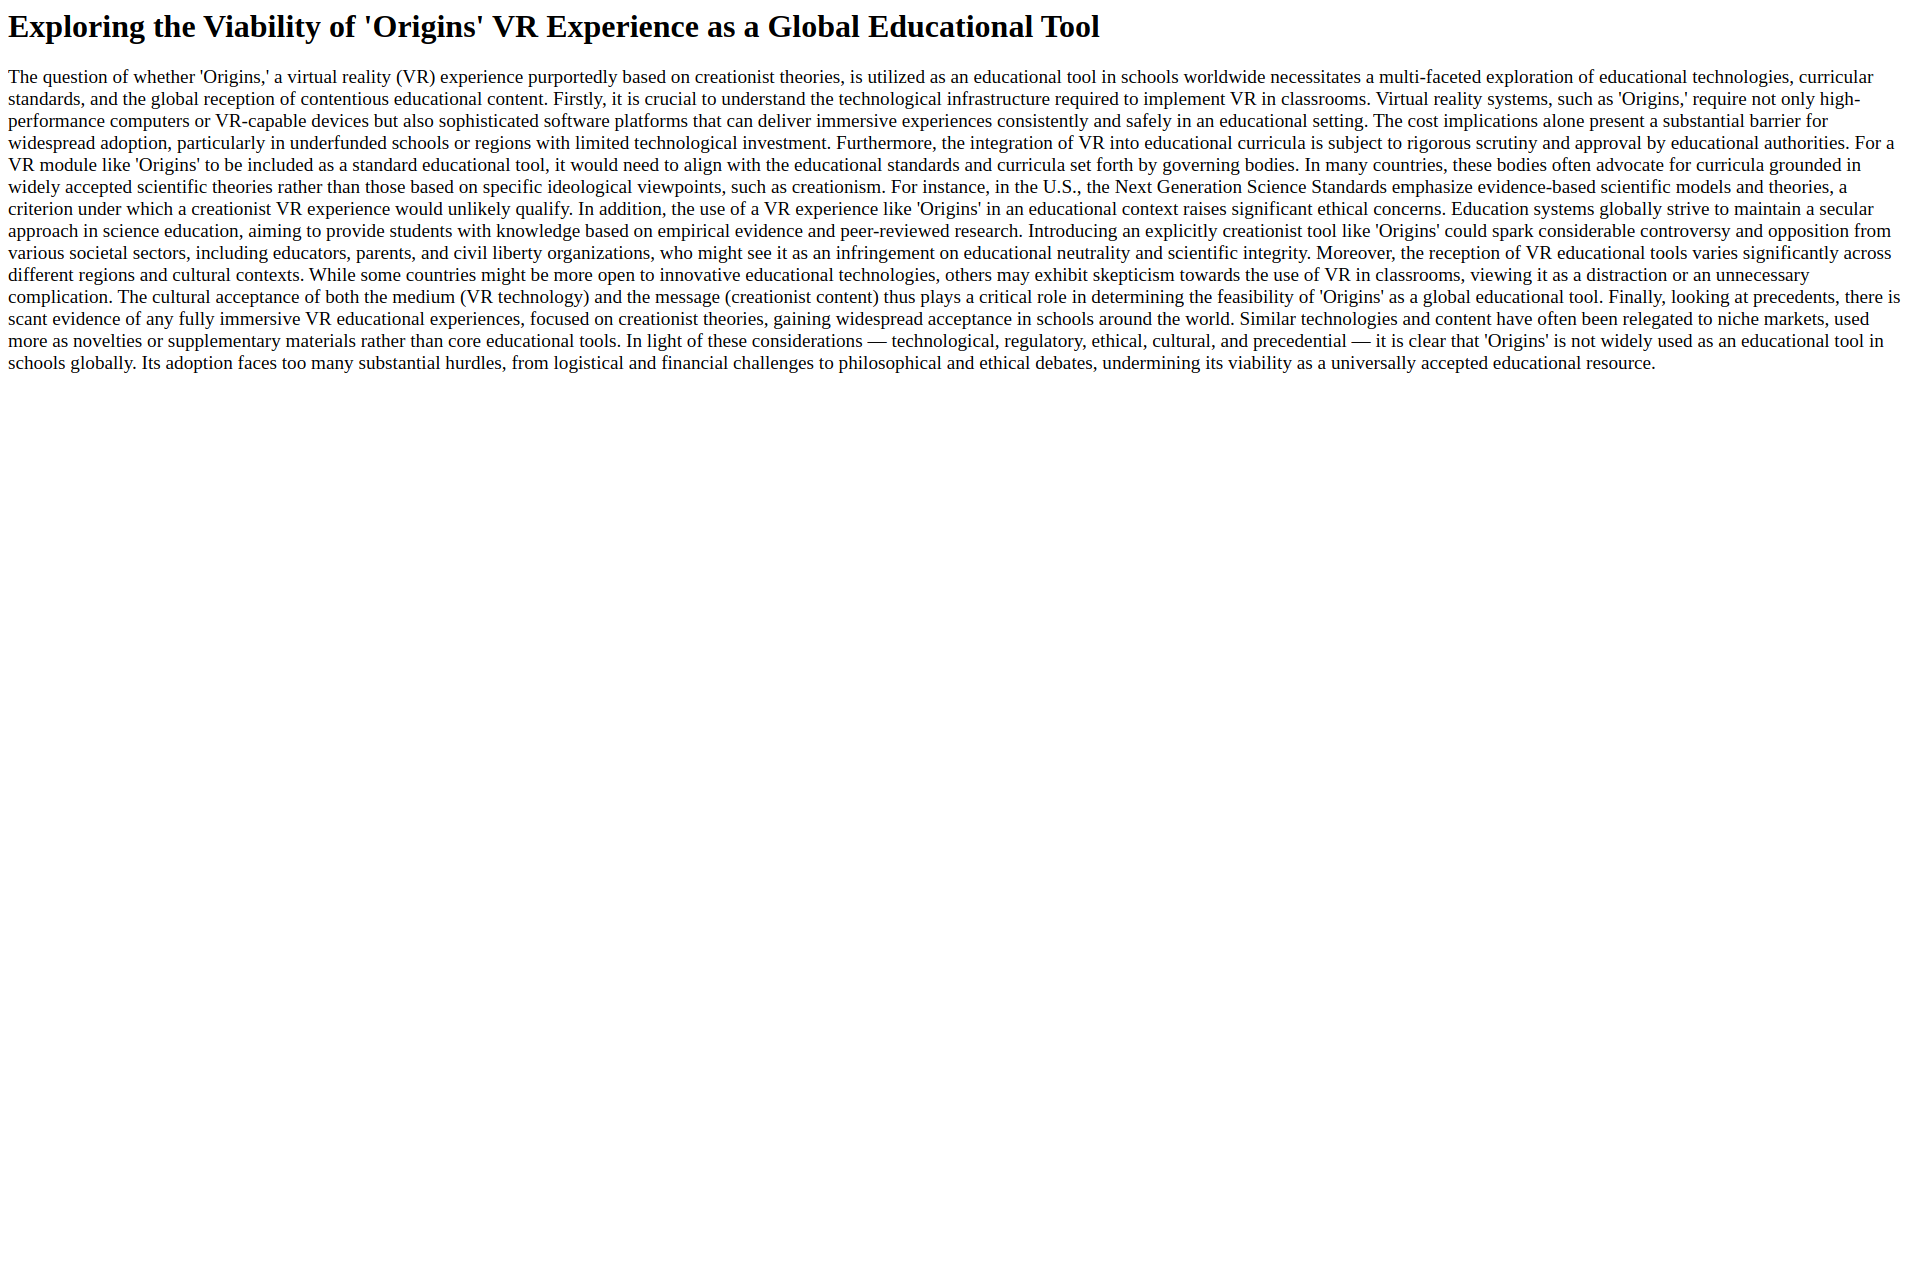 Exploring the Viability of 'Origins' VR Experience as a Global Educational Tool
The question of whether 'Origins,' a virtual reality (VR) experience purportedly based on creationist theories, is utilized as an educational tool in schools worldwide necessitates a multi-faceted exploration of educational technologies, curricular
standards, and the global reception of contentious educational content. Firstly, it is crucial to understand the technological infrastructure required to implement VR in classrooms. Virtual reality systems, such as 'Origins,' require not only high-
performance computers or VR-capable devices but also sophisticated software platforms that can deliver immersive experiences consistently and safely in an educational setting. The cost implications alone present a substantial barrier for
widespread adoption, particularly in underfunded schools or regions with limited technological investment. Furthermore, the integration of VR into educational curricula is subject to rigorous scrutiny and approval by educational authorities. For a
VR module like 'Origins' to be included as a standard educational tool, it would need to align with the educational standards and curricula set forth by governing bodies. In many countries, these bodies often advocate for curricula grounded in
widely accepted scientific theories rather than those based on specific ideological viewpoints, such as creationism. For instance, in the U.S., the Next Generation Science Standards emphasize evidence-based scientific models and theories, a
criterion under which a creationist VR experience would unlikely qualify. In addition, the use of a VR experience like 'Origins' in an educational context raises significant ethical concerns. Education systems globally strive to maintain a secular
approach in science education, aiming to provide students with knowledge based on empirical evidence and peer-reviewed research. Introducing an explicitly creationist tool like 'Origins' could spark considerable controversy and opposition from
various societal sectors, including educators, parents, and civil liberty organizations, who might see it as an infringement on educational neutrality and scientific integrity. Moreover, the reception of VR educational tools varies significantly across
different regions and cultural contexts. While some countries might be more open to innovative educational technologies, others may exhibit skepticism towards the use of VR in classrooms, viewing it as a distraction or an unnecessary
complication. The cultural acceptance of both the medium (VR technology) and the message (creationist content) thus plays a critical role in determining the feasibility of 'Origins' as a global educational tool. Finally, looking at precedents, there is
scant evidence of any fully immersive VR educational experiences, focused on creationist theories, gaining widespread acceptance in schools around the world. Similar technologies and content have often been relegated to niche markets, used
more as novelties or supplementary materials rather than core educational tools. In light of these considerations — technological, regulatory, ethical, cultural, and precedential — it is clear that 'Origins' is not widely used as an educational tool in
schools globally. Its adoption faces too many substantial hurdles, from logistical and financial challenges to philosophical and ethical debates, undermining its viability as a universally accepted educational resource.